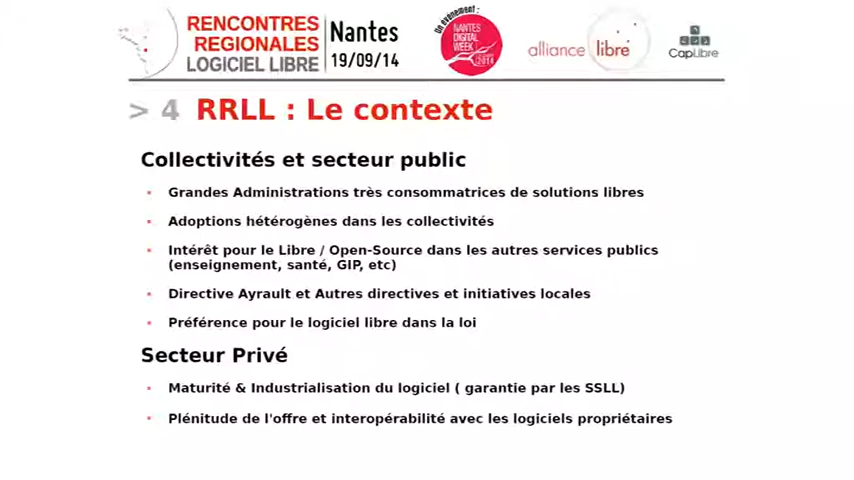 RENCONTRES
REGIONALES
LOGICIEL LIBRE
Nantes
19/09/14
Un évènement :
NANTES
DIGITAL
WEEK
2014
alliance libre
CapLibre
> 4 RRLL : Le contexte
Collectivités et secteur public
Grandes Administrations très consommatrices de solutions libres
Adoptions hétérogènes dans les collectivités
Intérêt pour le Libre / Open-Source dans les autres services publics
(enseignement, santé, GIP, etc)
Directive Ayrault et Autres directives et initiatives locales
Préférence pour le logiciel libre dans la loi
Secteur Privé
Maturité & Industrialisation du logiciel ( garantie par les SSLL)
Plénitude de l'offre et interopérabilité avec les logiciels propriétaires